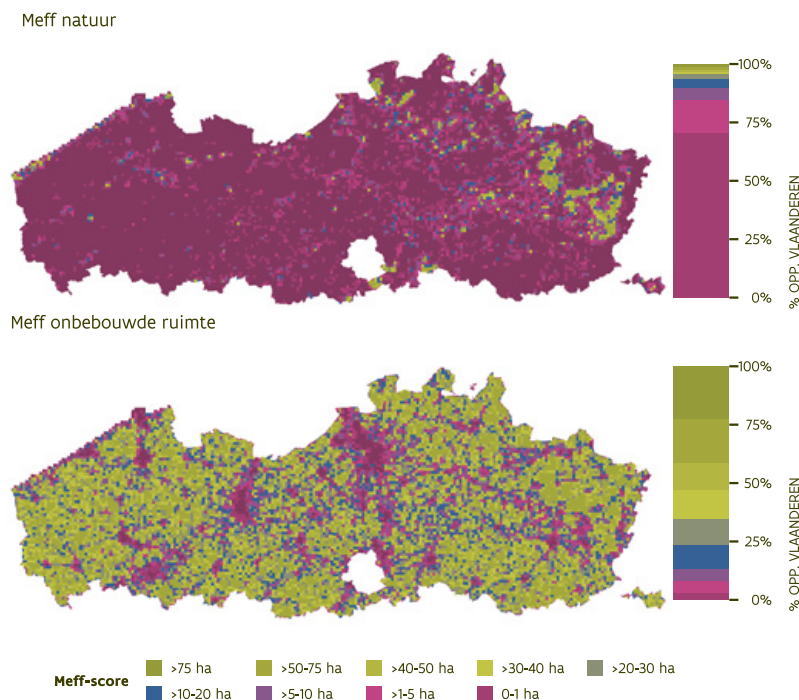 Meff natuur
100%
75%
50%
25%
0%
% OPP. VLAANDEREN
Meff onbebouwde ruimte
100%
75%
50%
25%
0%
% OPP. VLAANDEREN
Meff-score
>75 ha >50-75 ha >40-50 ha >30-40 ha >20-30 ha
>10-20 ha >5-10 ha >1-5 ha 0-1 ha